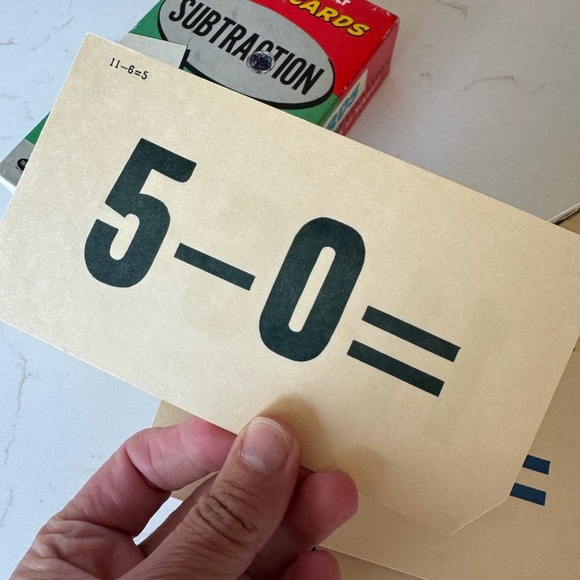 CARDS
SUBTRACTION
11-6=5
5-0=
=